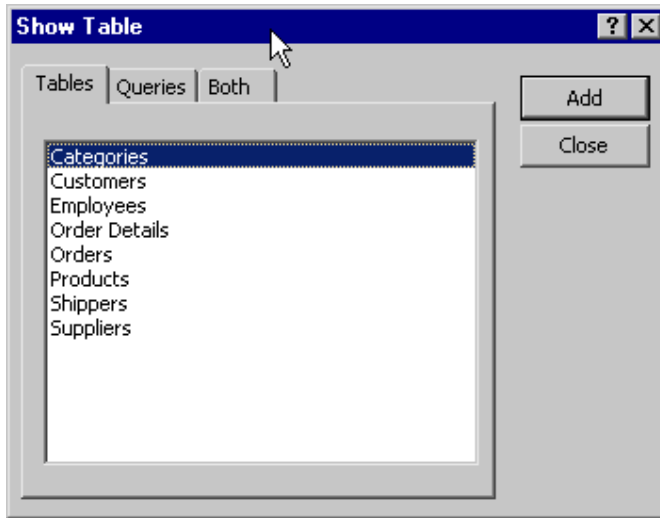 Show Table
Tables Queries Both
Add
Close
Categories
Customers
Employees
Order Details
Orders
Products
Shippers
Suppliers